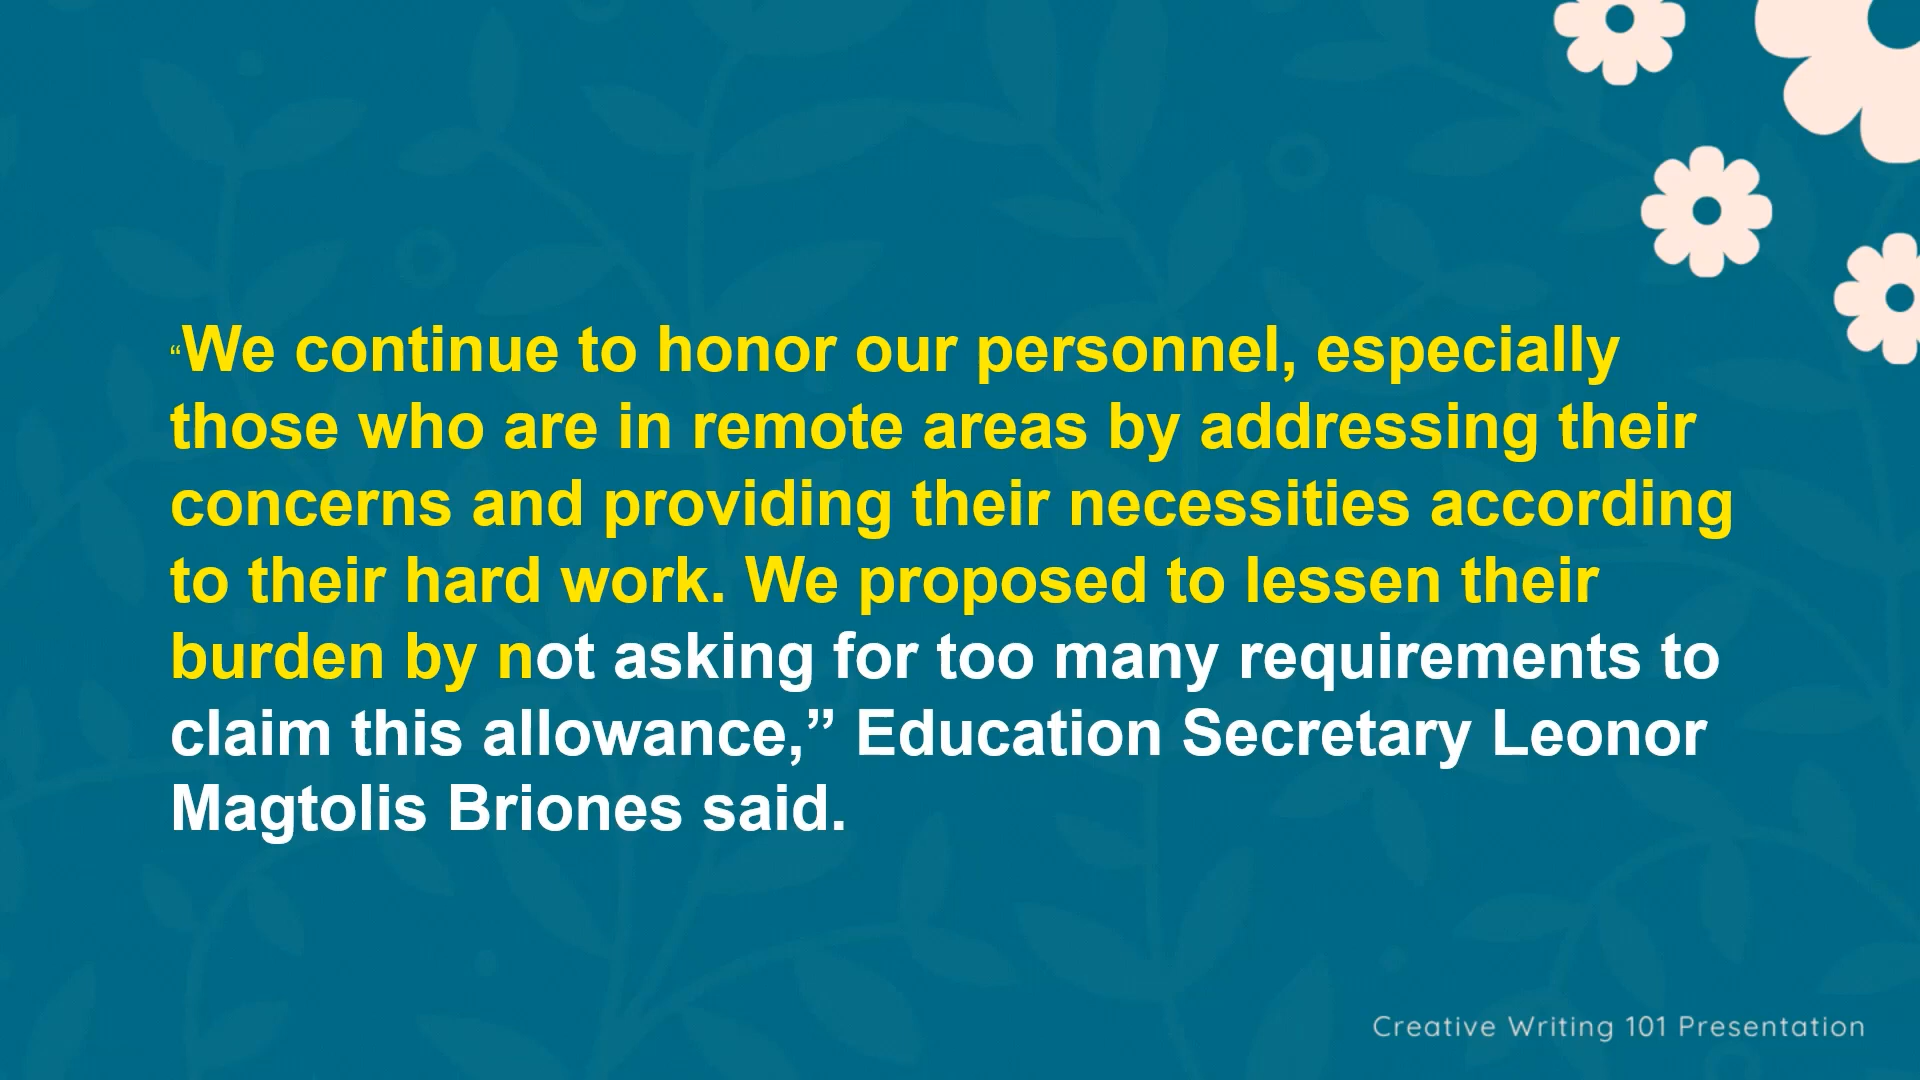 “We continue to honor our personnel, especially
those who are in remote areas by addressing their
concerns and providing their necessities according
to their hard work. We proposed to lessen their
burden by not asking for too many requirements to
claim this allowance,” Education Secretary Leonor
Magtolis Briones said.
Creative Writing 101 Presentation